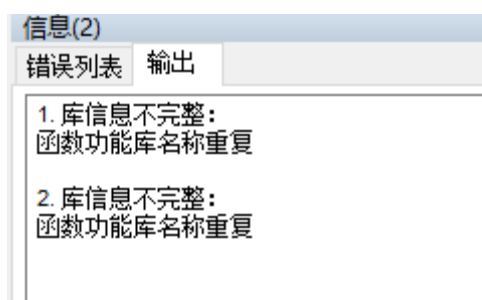 信息(2)
错误列表 输出
1. 库信息不完整：
函数功能库名称重复
2. 库信息不完整：
函数功能库名称重复